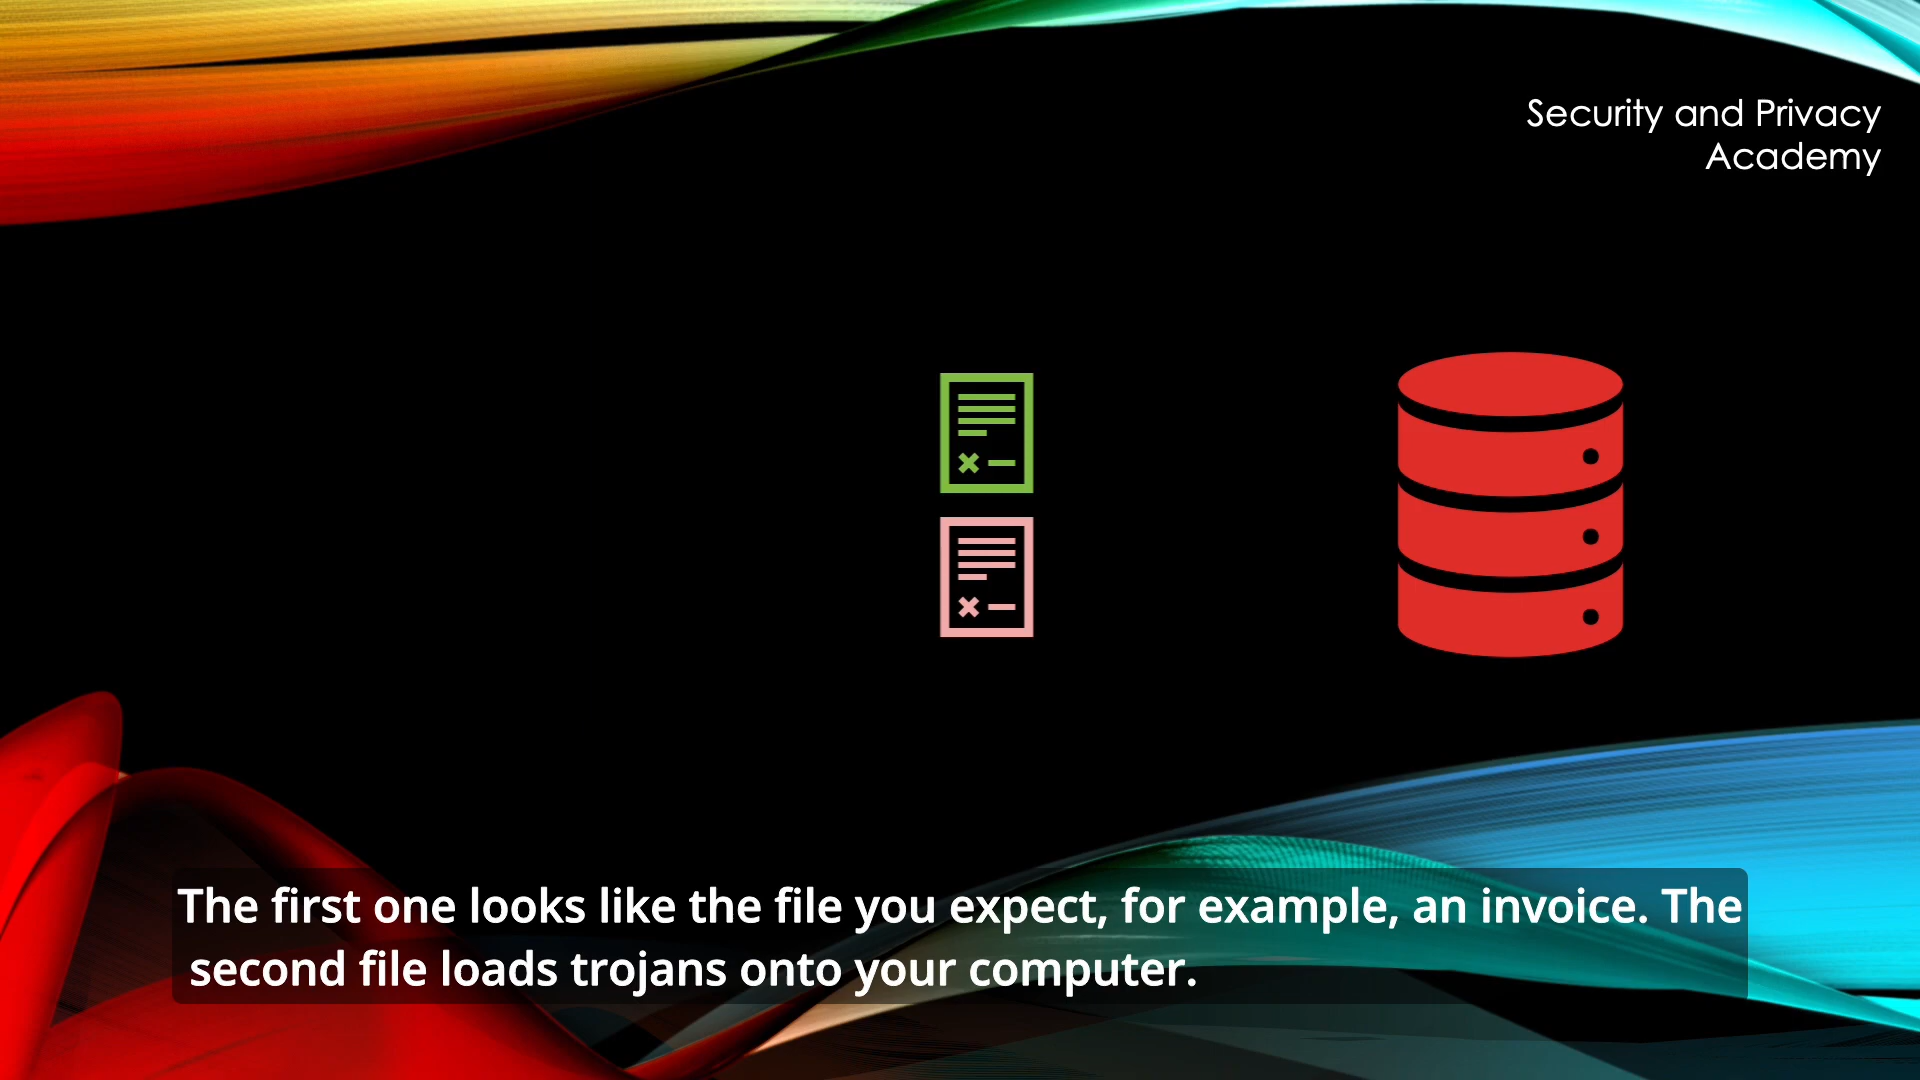 Security and Privacy
Academy
The first one looks like the file you expect, for example, an invoice. The
second file loads trojans onto your computer.